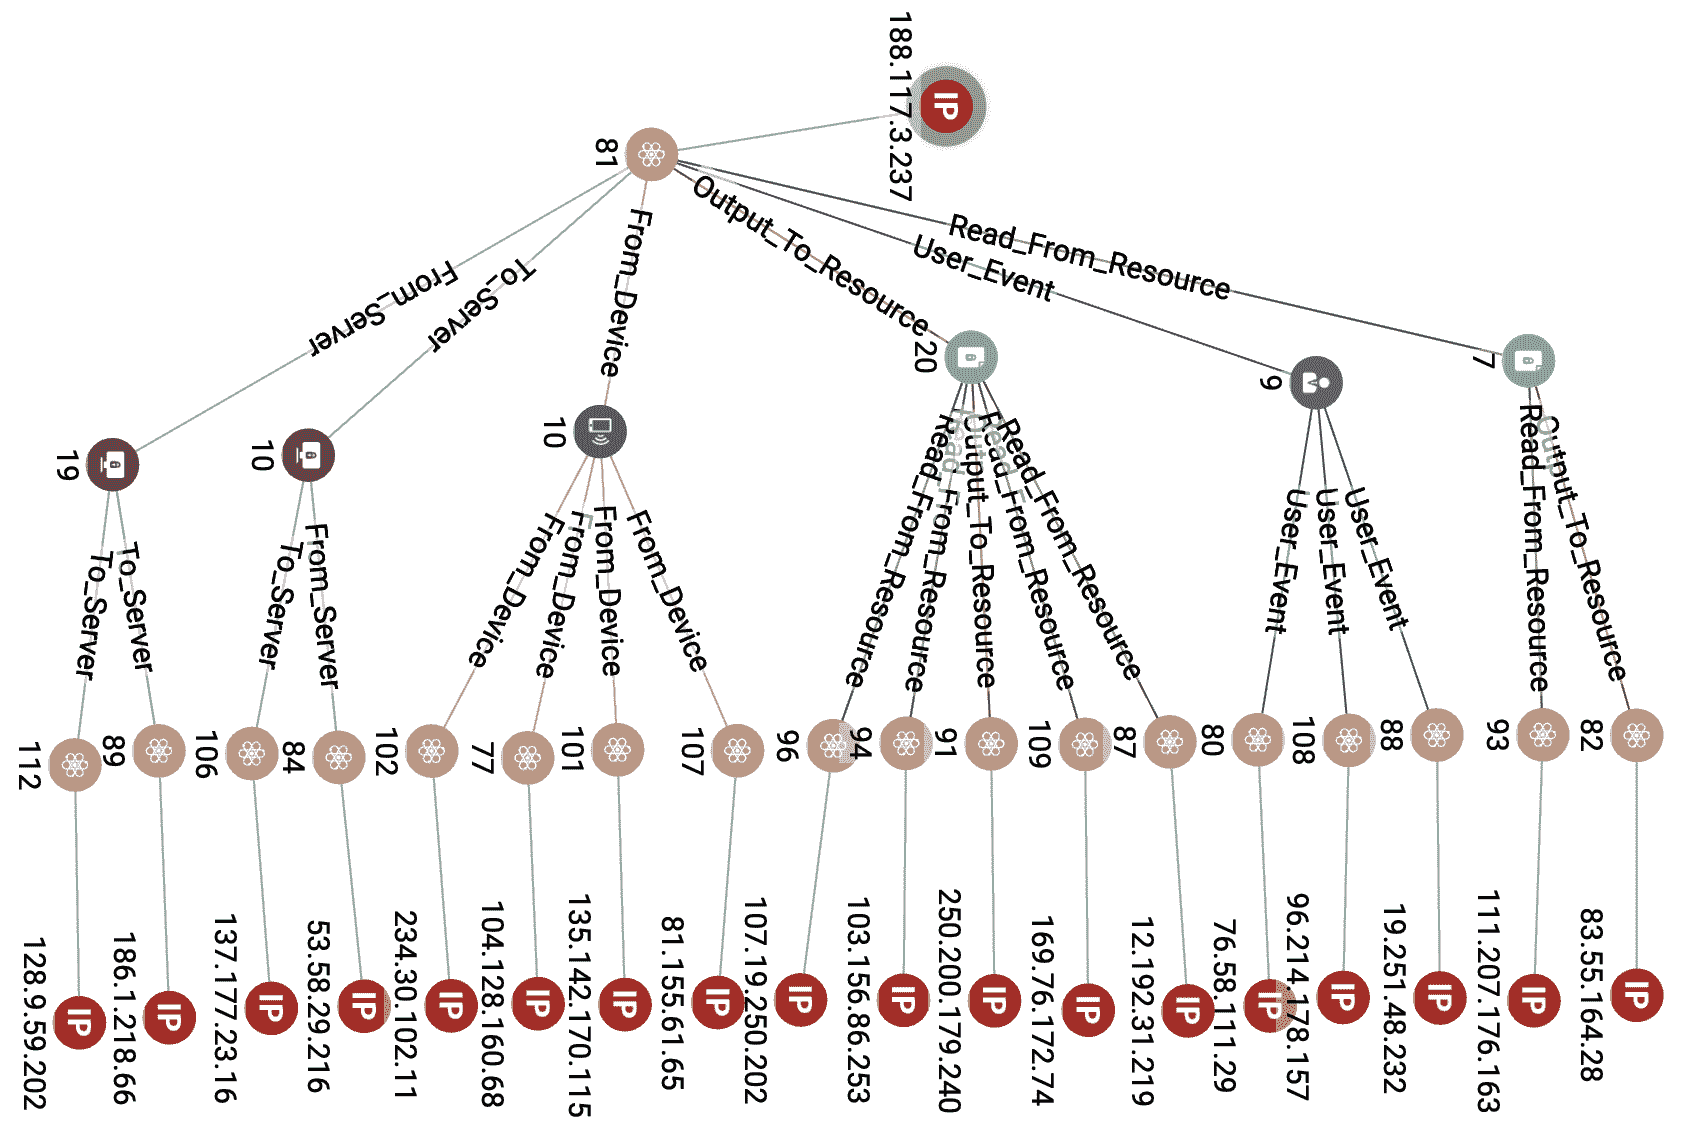 188.117.3.237
IP
81
From_Server
To_Server
From_Device
Output_To_Resource
User_Event
Read_From_Resource
19
10
10
20
9
7
To_Server
To_Server
To_Server
From_Server
From_Device
From_Device
From_Device
From_Device
Read_From_Resource
Read_From_Resource
Output_To_Resource
Read_From_Resource
Read_From_Resource
User_Event
User_Event
User_Event
Read_From_Resource
Output_To_Resource
112
89
106
84
102
77
101
107
96
94
91
109
87
80
108
88
93
82
128.9.59.202
IP
186.1.218.66
IP
137.177.23.16
IP
53.58.29.216
IP
234.30.102.11
IP
104.128.160.68
IP
135.142.170.115
IP
81.155.61.65
IP
107.19.250.202
IP
103.156.86.253
IP
250.200.179.240
IP
169.76.172.74
IP
12.192.31.219
IP
76.58.111.29
IP
96.214.178.157
IP
19.251.48.232
IP
111.207.176.163
IP
83.55.164.28
IP